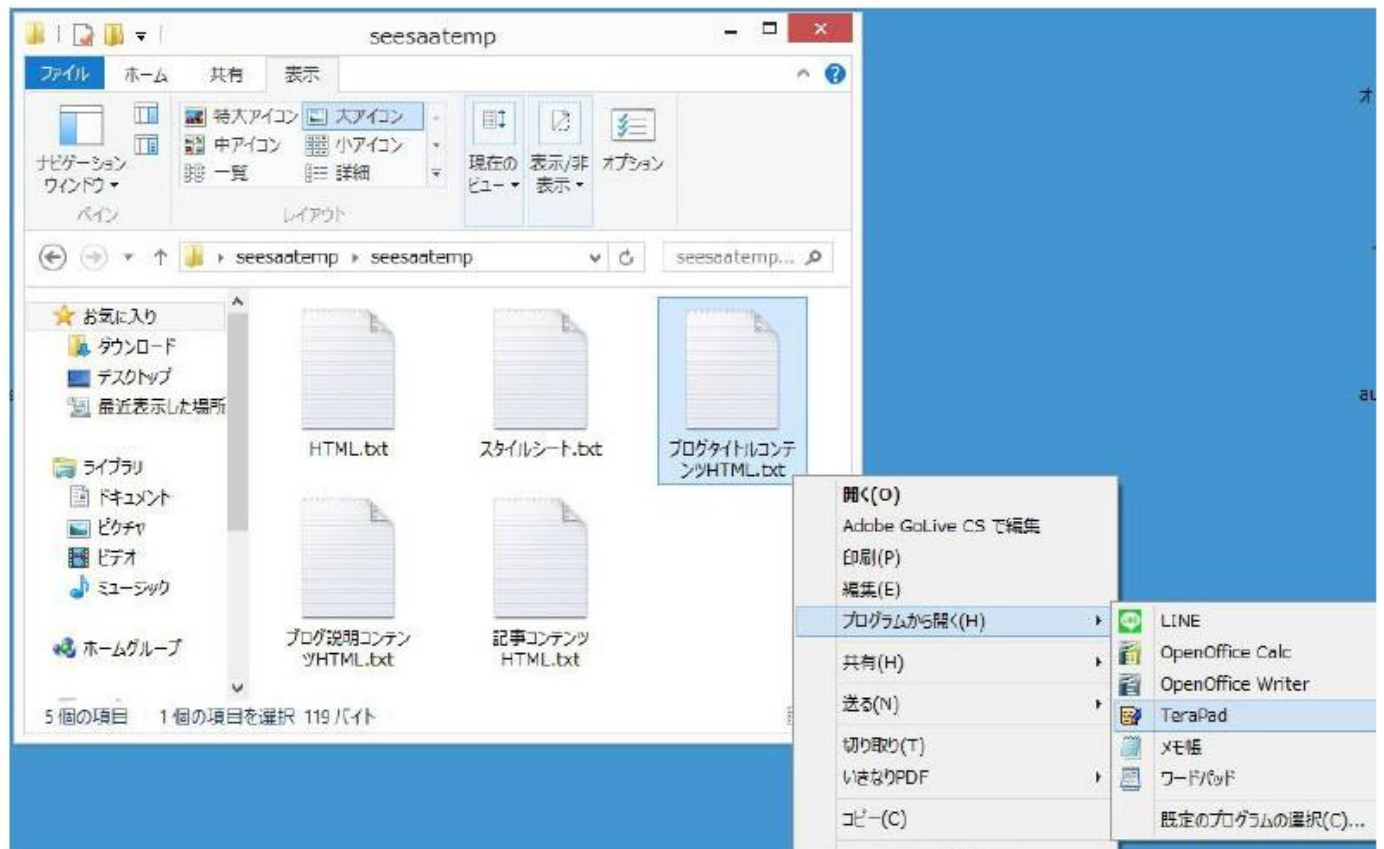 seesaatemp
ファイル ホーム 共有 表示
オ
特大アイコン 大アイコン
中アイコン 小アイコン
一覧 詳細
ナビゲーション
ウィンドウ
現在の
ビュー
表示/非
表示
オプション
ペイン
レイアウト
seesaatemp seesaatemp
seesaatemp...
お気に入り
ダウンロード
デスクトップ
最近表示した場所
ライブラリ
ドキュメント
ピクチャ
ビデオ
ミュージック
ホームグループ
HTML.txt
スタイルシート.txt
ブログタイトルコンテ
ンツHTML.txt
ブログ説明コンテン
ツHTML.txt
記事コンテンツ
HTML.txt
au
5 個の項目 1 個の項目を選択 119 バイト
開く(O)
Adobe GoLive CS で編集
印刷(P)
編集(E)
プログラムから開く(H)
共有(H)
送る(N)
切り取り(T)
いきなりPDF
コピー(C)
LINE
OpenOffice Calc
OpenOffice Writer
TeraPad
メモ帳
ワードパッド
既定のプログラムの選択(C)...